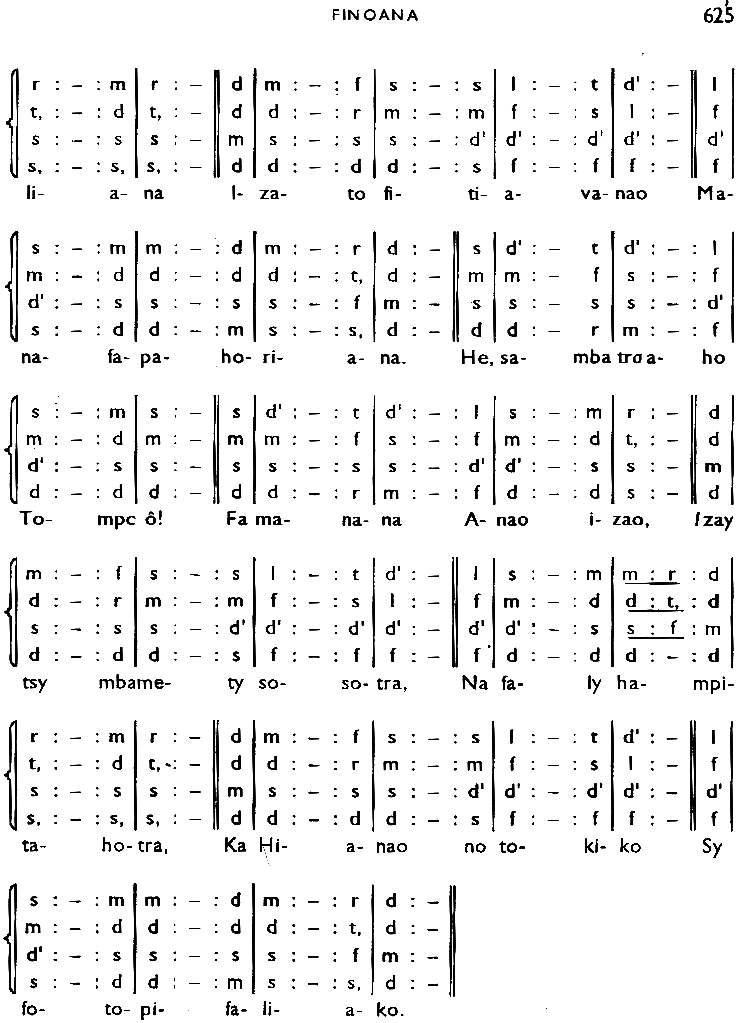 FINOANA 625
r : – : m | r : – || d | m : – : f | s : – : s | l : – : t | d' : – || l
t, : – : d | t, : – || d | d : – : r | m : – : m | f : – : s | l : – || f
s : – : s | s : – || m | s : – : s | s : – : d' | d' : – : d' | d' : – || d'
s, : – : s, | s, : – || d | d : – : d | d : – : s | f : – : f | f : – || f
li- a- na I- za- to fi- ti- a- va- nao Ma-
s : – : m | m : – : d | m : – : r | d : – || s | d' : – t | d' : – : l
m : – : d | d : – : d | d : – : t, | d : – || m | m : – f | s : – : f
d' : – : s | s : – : s | s : – : f | m : – || s | s : – s | s : – : d'
s : – : d | d : – : m | s : – : s, | d : – || d | d : – r | m : – : f
na- fa- pa- ho- ri- a- na. He, sa- mba tra a- ho
s : – : m | s : – || s | d' : – : t | d' : – : l | s : – : m | r : – || d
m : – : d | m : – || m | m : – : f | s : – : f | m : – : d | t, : – || d
d' : – : s | s : – || s | s : – : s | s : – : d' | d' : – : s | s : – || m
d : – : d | d : – || d | d : – : r | m : – : f | d : – : d | s : – || d
To- mpc ô! Fa ma- na- na A- nao i- zao, Izay
m : – : f | s : – : s | l : – : t | d' : – || l | s : – : m | m : r : d
d : – : r | m : – : m | f : – : s | l : – || f | m : – : d | d : t, : d
s : – : s | s : – : d' | d' : – : d' | d' : – || d' | d' : – : s | s : f : m
d : – : d | d : – : s | f : – : f | f : – || f | d : – : d | d : – : d
tsy mbame- ty so- so- tra, Na fa- ly ha- mpi-
r : – : m | r : – || d | m : – : f | s : – : s | l : – : t | d' : – || l
t, : – : d | t, : – || d | d : – : r | m : – : m | f : – : s | l : – || f
s : – : s | s : – || m | s : – : s | s : – : d' | d' : – : d' | d' : – || d'
s, : – : s, | s, : – || d | d : – : d | d : – : s | f : – : f | f : – || f
ta- ho- tra, Ka Hi- a- nao no to- ki- ko Sy
s : – : m | m : – : d | m : – : r | d : – ||
m : – : d | d : – : d | d : – : t, | d : – ||
d' : – : s | s : – : s | s : – : f | m : – ||
s : – : d | d : – : m | s : – : s, | d : – ||
fo- to- pi- fa- li- a- ko.